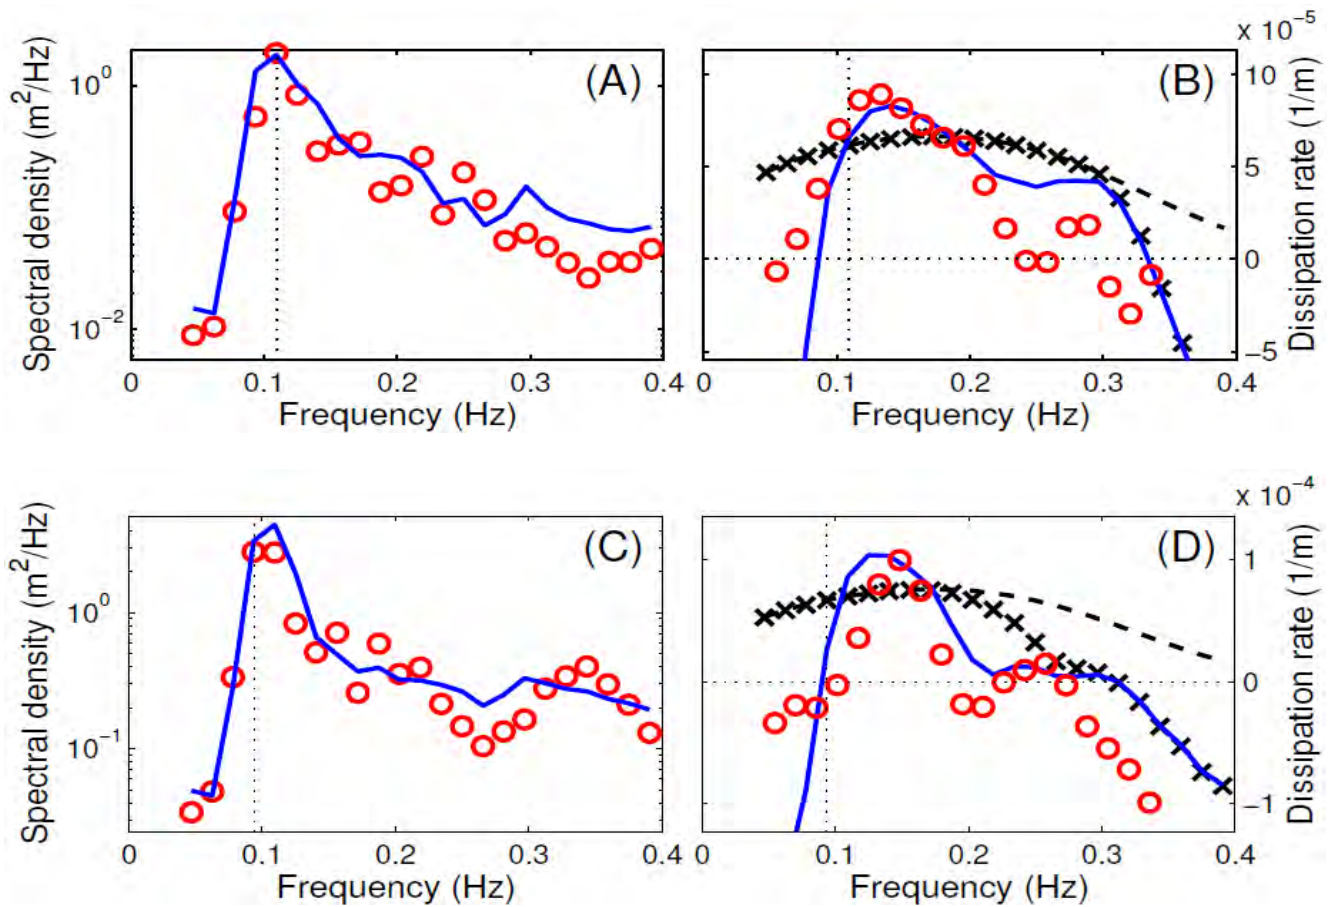 x 10⁻⁵
(A)
(B)
Spectral density (m²/Hz)
10⁰
10⁻²
0
0.1
0.2
0.3
0.4
Frequency (Hz)
10
5
0
−5
Dissipation rate (1/m)
0
0.1
0.2
0.3
0.4
Frequency (Hz)
x 10⁻⁴
(C)
(D)
Spectral density (m²/Hz)
10⁰
10⁻¹
0
0.1
0.2
0.3
0.4
Frequency (Hz)
1
0
−1
Dissipation rate (1/m)
0
0.1
0.2
0.3
0.4
Frequency (Hz)